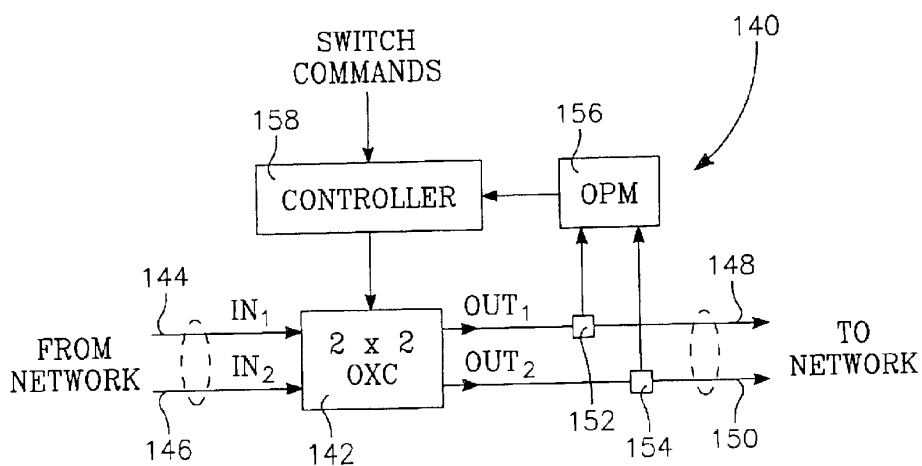 140
SWITCH
COMMANDS
158
156
CONTROLLER
OPM
144
IN1
OUT1
148
FROM
NETWORK
2 x 2
OXC
TO
NETWORK
IN2
OUT2
146
142
152
154
150